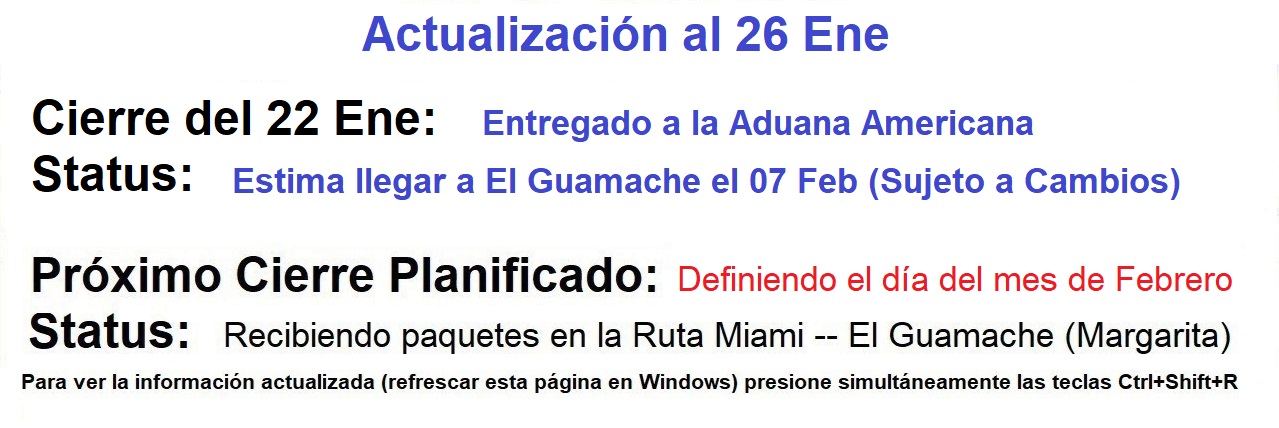 Actualización al 26 Ene
Cierre del 22 Ene: Entregado a la Aduana Americana
Status: Estima llegar a El Guamache el 07 Feb (Sujeto a Cambios)
Próximo Cierre Planificado: Definiendo el día del mes de Febrero
Status: Recibiendo paquetes en la Ruta Miami -- El Guamache (Margarita)
Para ver la información actualizada (refrescar esta página en Windows) presione simultáneamente las teclas Ctrl+Shift+R